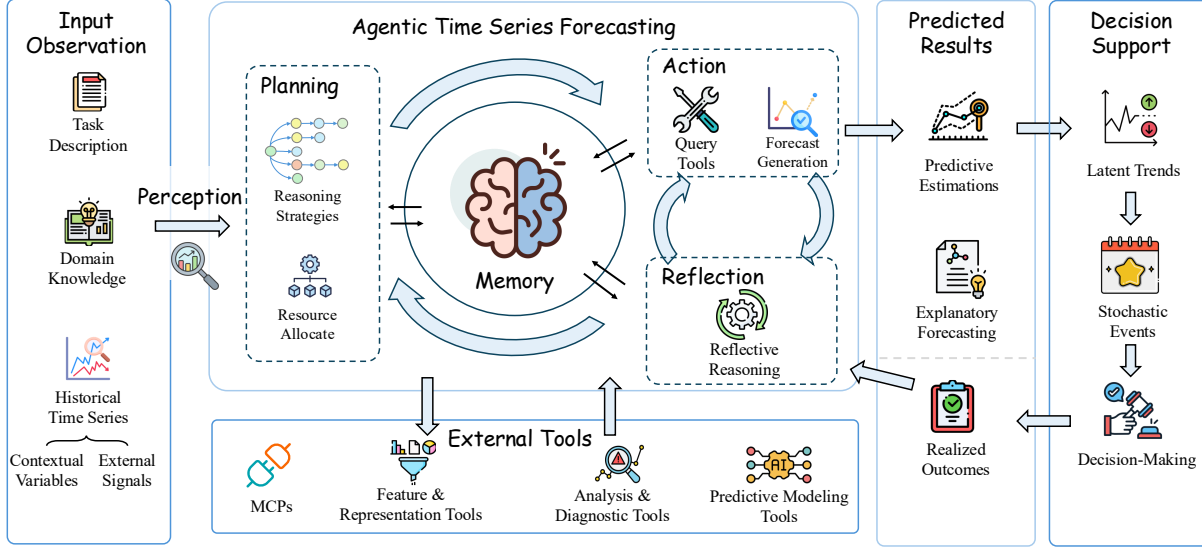 Input
Observation
Task
Description
Domain
Knowledge
Historical
Time Series
Contextual
Variables
External
Signals
Perception
Agentic Time Series Forecasting
Planning
Reasoning
Strategies
Resource
Allocate
Memory
Action
Query
Tools
Forecast
Generation
Reflection
Reflective
Reasoning
External Tools
MCPs
Feature &
Representation Tools
Analysis &
Diagnostic Tools
AI
Predictive Modeling
Tools
Predicted
Results
Predictive
Estimations
Explanatory
Forecasting
Realized
Outcomes
Decision
Support
Latent Trends
Stochastic
Events
Decision-Making